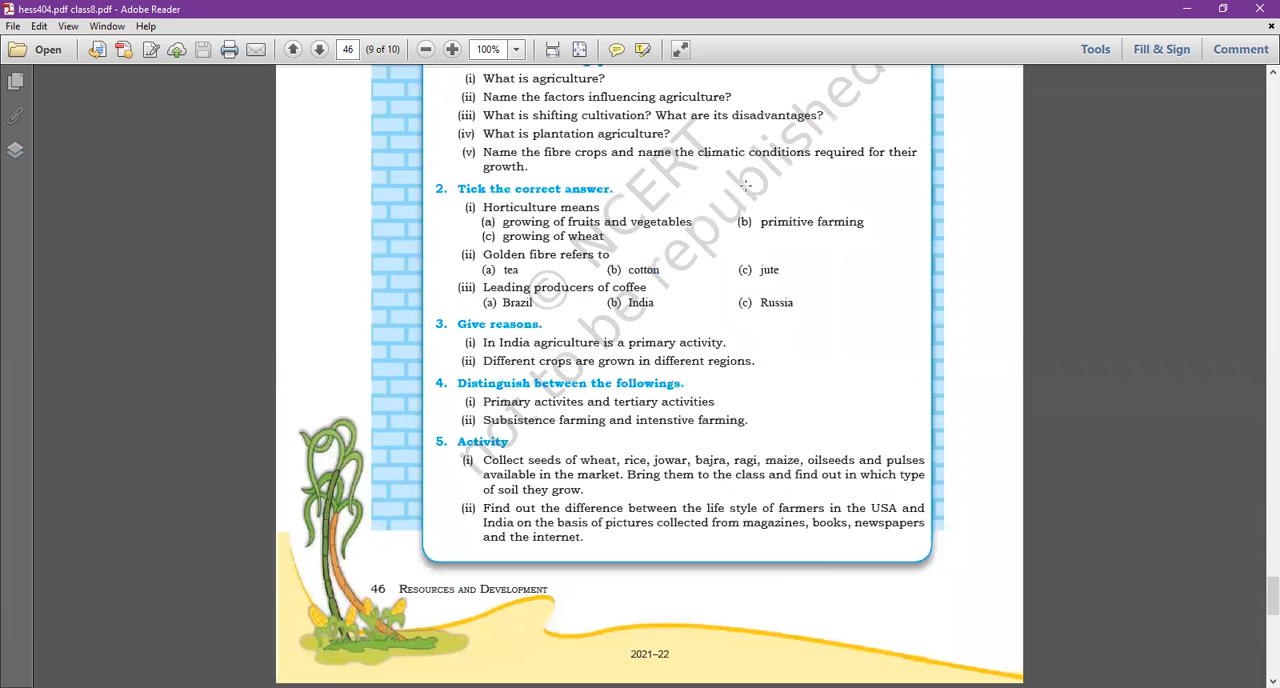 hess404.pdf class8.pdf - Adobe Reader
File Edit View Window Help
Open 46 (9 of 10) 100% Tools Fill & Sign Comment
(i) What is agriculture?
(ii) Name the factors influencing agriculture?
(iii) What is shifting cultivation? What are its disadvantages?
(iv) What is plantation agriculture?
(v) Name the fibre crops and name the climatic conditions required for their
growth.
2. Tick the correct answer.
(i) Horticulture means
(a) growing of fruits and vegetables (b) primitive farming
(c) growing of wheat
(ii) Golden fibre refers to
(a) tea (b) cotton (c) jute
(iii) Leading producers of coffee
(a) Brazil (b) India (c) Russia
3. Give reasons.
(i) In India agriculture is a primary activity.
(ii) Different crops are grown in different regions.
4. Distinguish between the followings.
(i) Primary activites and tertiary activities
(ii) Subsistence farming and intenstive farming.
5. Activity
(i) Collect seeds of wheat, rice, jowar, bajra, ragi, maize, oilseeds and pulses
available in the market. Bring them to the class and find out in which type
of soil they grow.
(ii) Find out the difference between the life style of farmers in the USA and
India on the basis of pictures collected from magazines, books, newspapers
and the internet.
46 RESOURCES AND DEVELOPMENT
2021–22
© NCERT
not to be republished